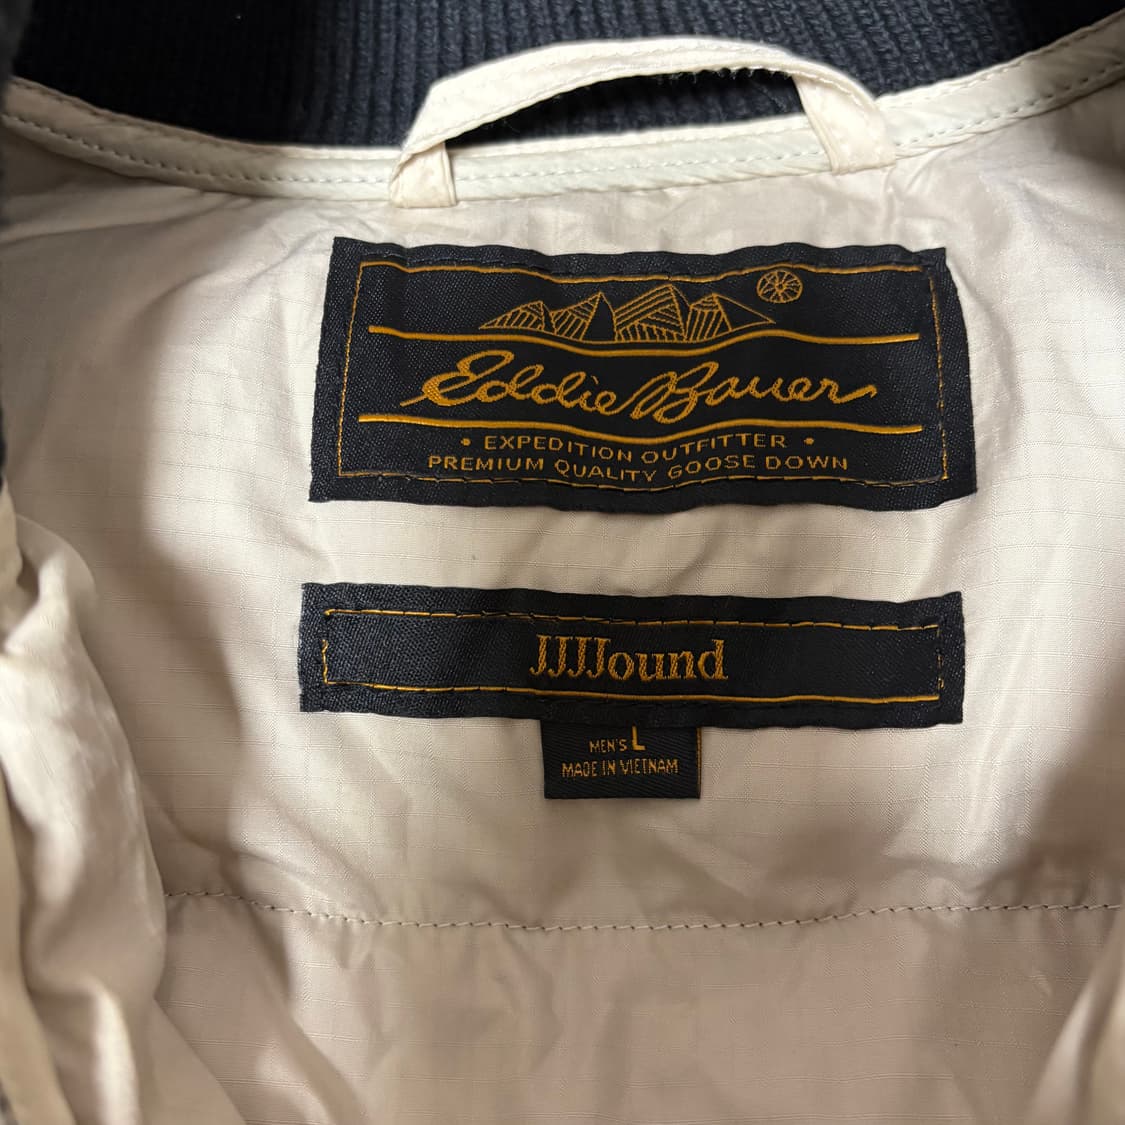 Eddie Bauer
• EXPEDITION OUTFITTER •
PREMIUM QUALITY GOOSE DOWN
JJJJound
MEN'S L
MADE IN VIETNAM